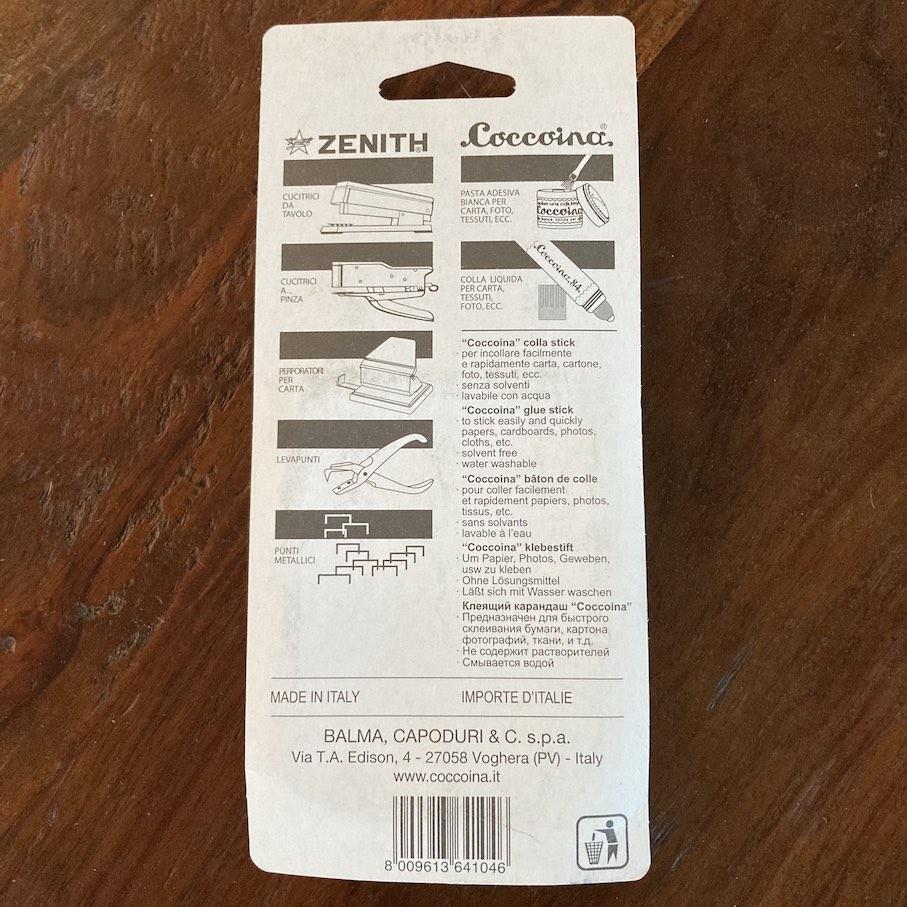 ZENITH
CUCITRICI
DA
TAVOLO
CUCITRICI
A..
PINZA
PERFORATORI
PER
CARTA
LEVAPUNTI
PUNTI
METALLICI
Coccoina®
PASTA ADESIVA
BIANCA PER
CARTA, FOTO,
TESSUTI, ECC.
Coccoina
COLLA LIQUIDA
PER CARTA,
TESSUTI,
FOTO, ECC.
Coccoina 84
“Coccoina” colla stick
· per incollare facilmente
e rapidamente carta, cartone,
foto, tessuti, ecc.
· senza solventi
· lavabile con acqua
“Coccoina” glue stick
· to stick easily and quickly
papers, cardboards, photos,
cloths, etc.
· solvent free
· water washable
“Coccoina” bâton de colle
· pour coller facilement
et rapidement papiers, photos,
tissus, etc.
· sans solvants
· lavable à l'eau
“Coccoina” klebestift
· Um Papier, Photos, Geweben,
usw zu kleben
· Ohne Lösungsmittel
· Läßt sich mit Wasser waschen
Клеящий карандаш “Coccoina”
· Предназначен для быстрого
склеивания бумаги, картона
фотографий, ткани, и т.д.
· Не содержит растворителей
· Смывается водой
MADE IN ITALY
IMPORTE D'ITALIE
BALMA, CAPODURI & C. s.p.a.
Via T.A. Edison, 4 - 27058 Voghera (PV) - Italy
www.coccoina.it
8 009613 641046